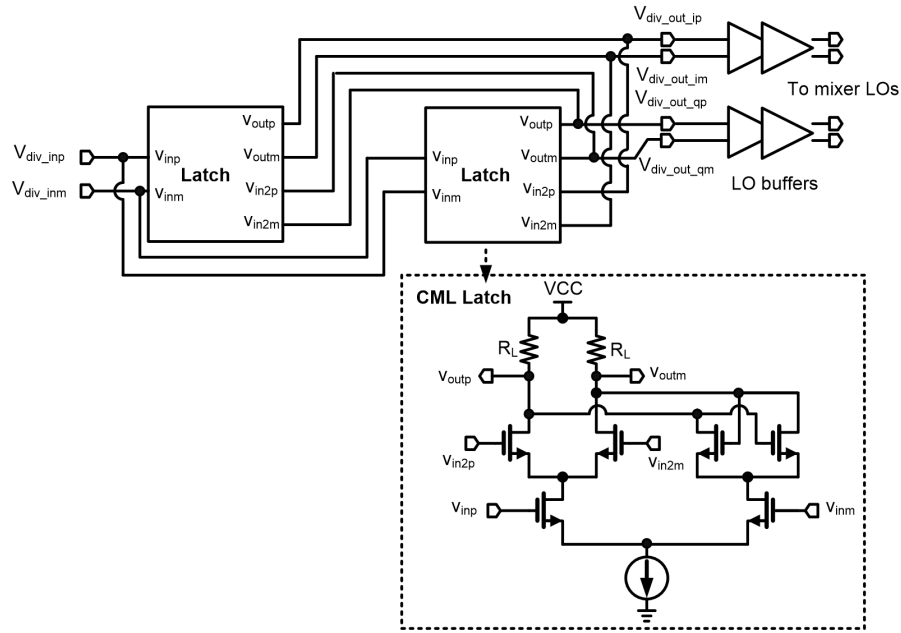 V_div_out_ip
V_div_out_im
To mixer LOs
V_div_out_qp
V_div_out_qm
LO buffers
V_div_inp
V_div_inm
v_inp
v_inm
Latch
v_outp
v_outm
v_in2p
v_in2m
v_inp
v_inm
Latch
v_outp
v_outm
v_in2p
v_in2m
CML Latch
VCC
R_L
R_L
v_outp
v_outm
v_in2p
v_in2m
v_inp
v_inm